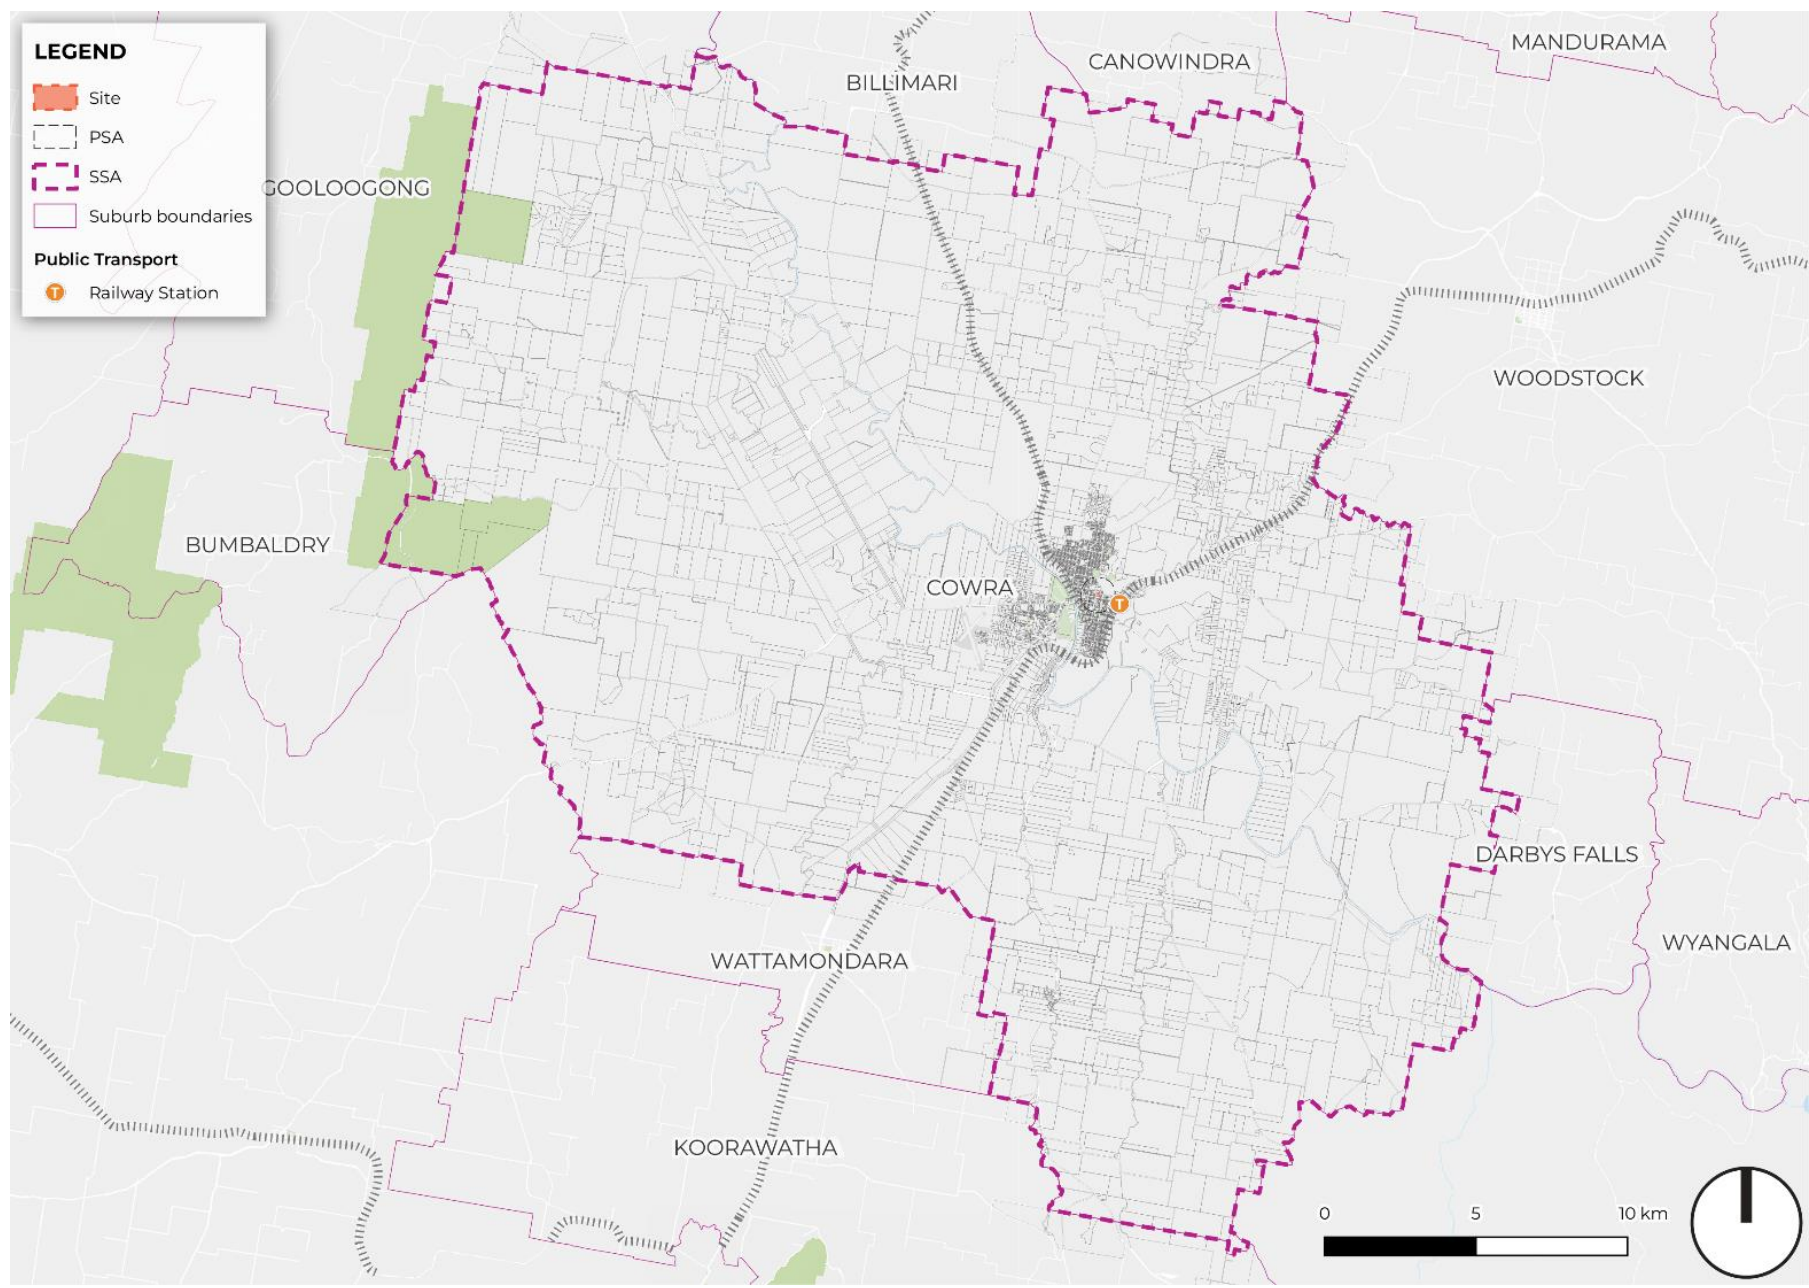 LEGEND
Site
PSA
SSA
Suburb boundaries
Public Transport
T Railway Station
MANDURAMA
CANOWINDRA
BILLIMARI
GOOLOOGONG
WOODSTOCK
BUMBALDRY
COWRA
T
DARBYS FALLS
WYANGALA
WATTAMONDARA
KOORAWATHA
0 5 10 km